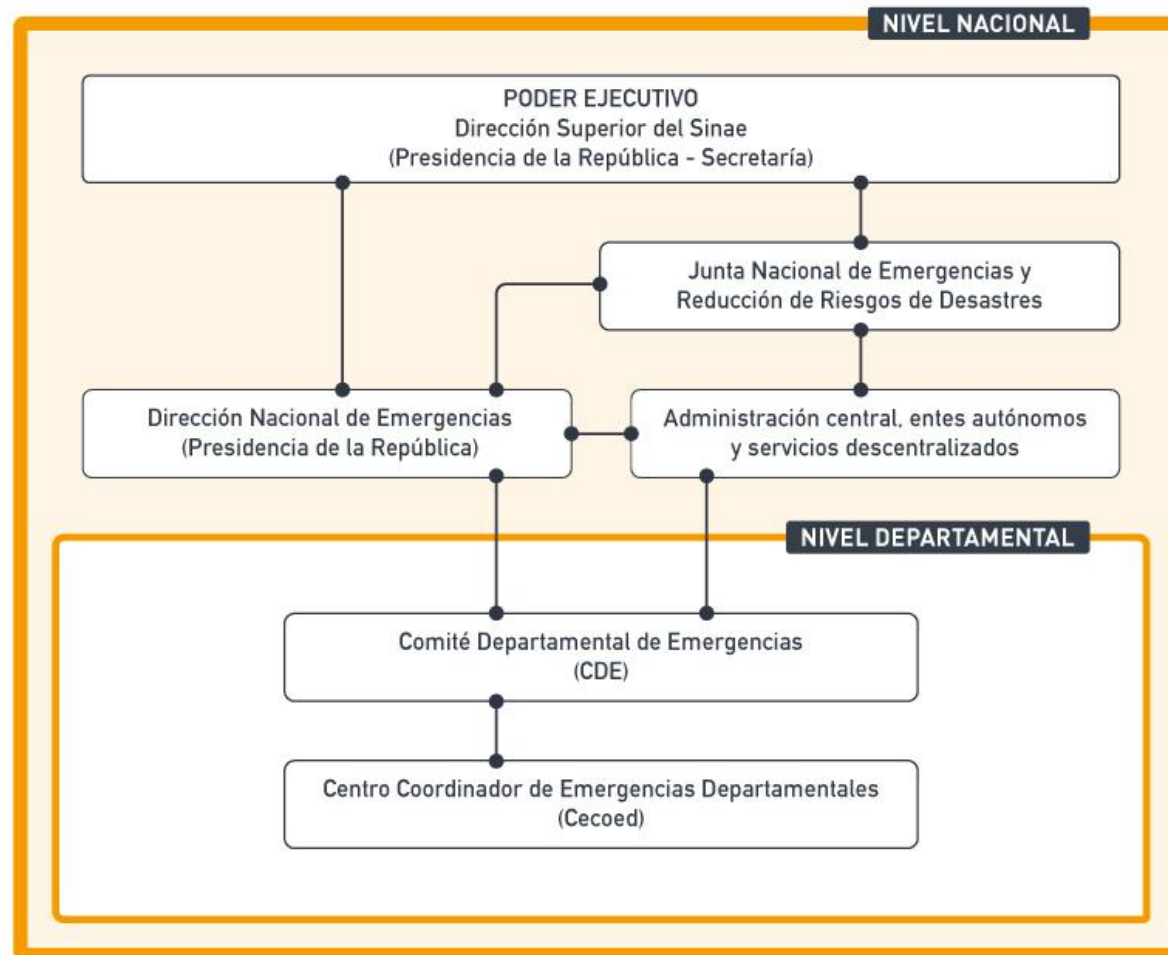 NIVEL NACIONAL
PODER EJECUTIVO
Dirección Superior del Sinae
(Presidencia de la República - Secretaría)
Junta Nacional de Emergencias y
Reducción de Riesgos de Desastres
Dirección Nacional de Emergencias
(Presidencia de la República)
Administración central, entes autónomos
y servicios descentralizados
NIVEL DEPARTAMENTAL
Comité Departamental de Emergencias
(CDE)
Centro Coordinador de Emergencias Departamentales
(Cecoed)